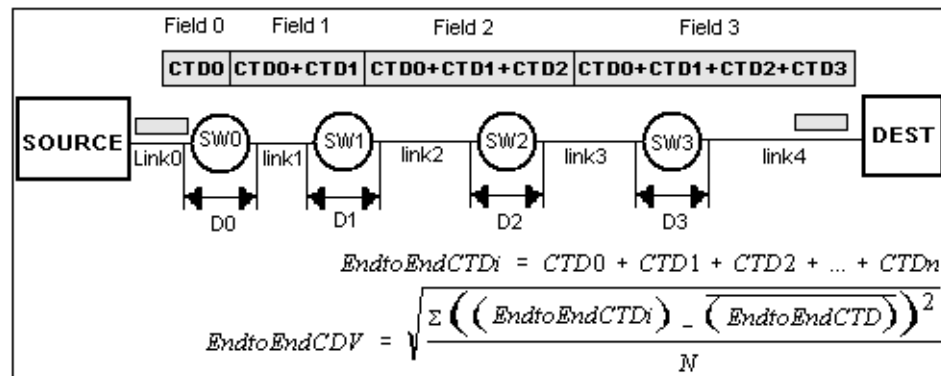 Field 0 Field 1 Field 2 Field 3
CTD0 CTD0+CTD1 CTD0+CTD1+CTD2 CTD0+CTD1+CTD2+CTD3
SOURCE SW0 SW1 SW2 SW3 DEST
Link0 link1 link2 link3 link4
D0 D1 D2 D3
EndtoEndCTDi = CTD0 + CTD1 + CTD2 + ... + CTDn
EndtoEndCDV = √(Σ((EndtoEndCTDi) - (EndtoEndCTD))2
N